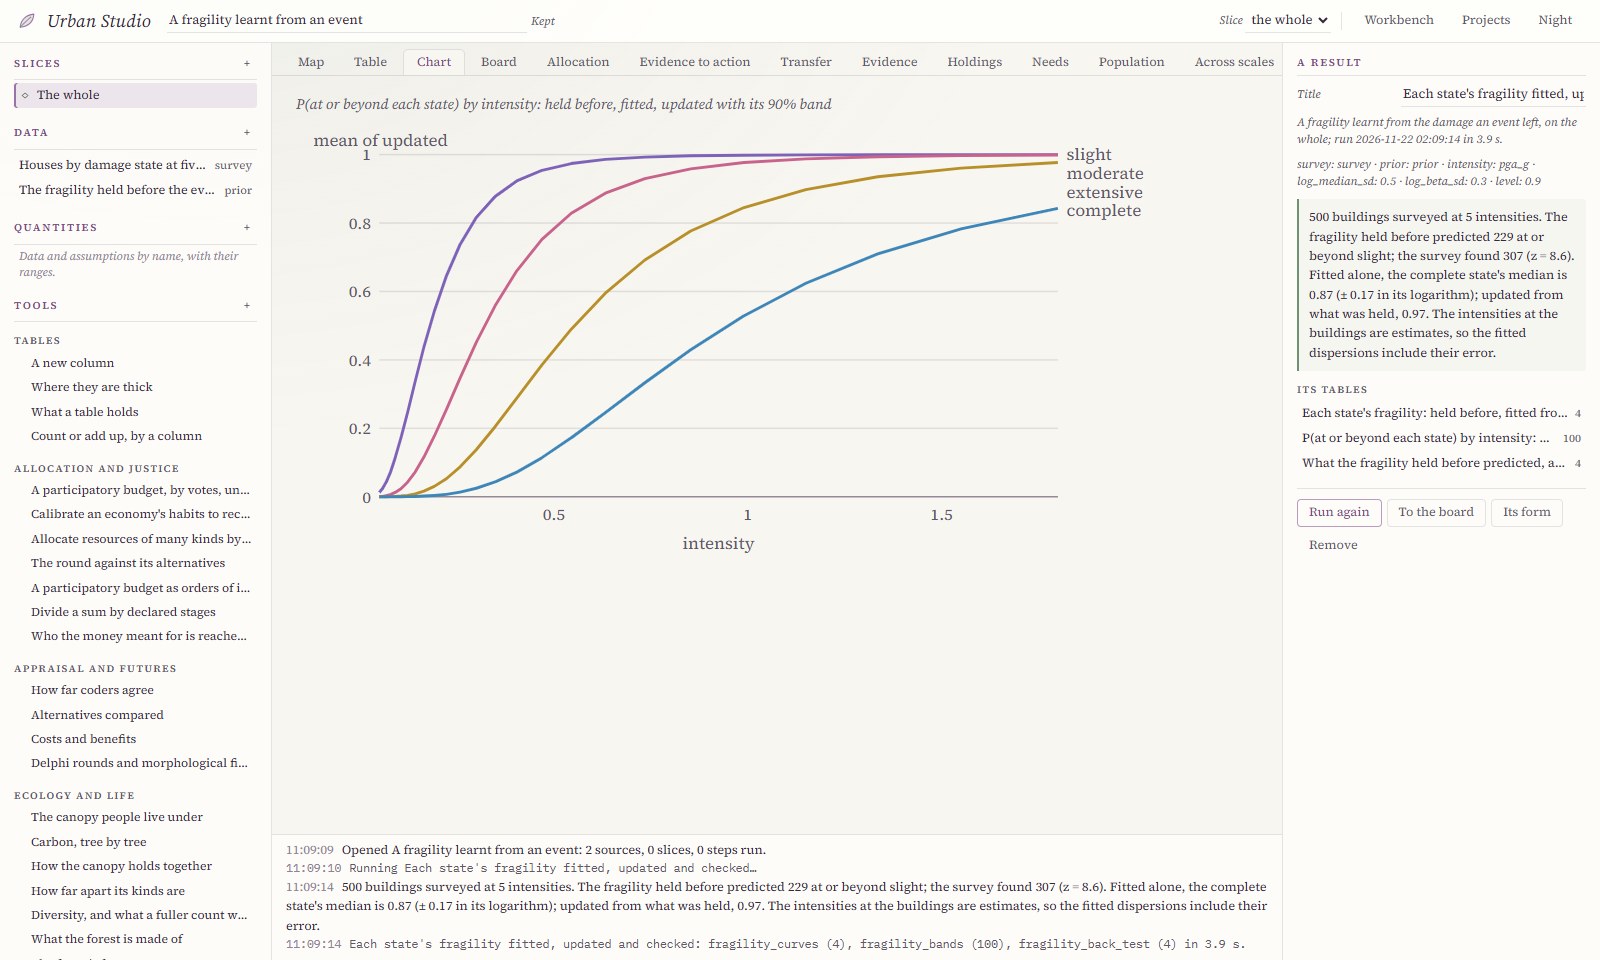 Urban Studio
A fragility learnt from an event
Kept
Slice the whole
Workbench
Projects
Night
SLICES +
The whole
DATA +
Houses by damage state at fiv... survey
The fragility held before the ev... prior
QUANTITIES +
Data and assumptions by name, with their
ranges.
TOOLS +
TABLES
A new column
Where they are thick
What a table holds
Count or add up, by a column
ALLOCATION AND JUSTICE
A participatory budget, by votes, un...
Calibrate an economy's habits to rec...
Allocate resources of many kinds by...
The round against its alternatives
A participatory budget as orders of i...
Divide a sum by declared stages
Who the money meant for is reache...
APPRAISAL AND FUTURES
How far coders agree
Alternatives compared
Costs and benefits
Delphi rounds and morphological fi...
ECOLOGY AND LIFE
The canopy people live under
Carbon, tree by tree
How the canopy holds together
How far apart its kinds are
Diversity, and what a fuller count w...
What the forest is made of
Map
Table
Chart
Board
Allocation
Evidence to action
Transfer
Evidence
Holdings
Needs
Population
Across scales
P(at or beyond each state) by intensity: held before, fitted, updated with its 90% band
mean of updated
1
0.8
0.6
0.4
0.2
0
0.5
1
1.5
intensity
slight
moderate
extensive
complete
11:09:09 Opened A fragility learnt from an event: 2 sources, 0 slices, 0 steps run.
11:09:10 Running Each state's fragility fitted, updated and checked…
11:09:14 500 buildings surveyed at 5 intensities. The fragility held before predicted 229 at or beyond slight; the survey found 307 (z = 8.6). Fitted alone, the complete
state's median is 0.87 (± 0.17 in its logarithm); updated from what was held, 0.97. The intensities at the buildings are estimates, so the fitted dispersions include their
error.
11:09:14 Each state's fragility fitted, updated and checked: fragility_curves (4), fragility_bands (100), fragility_back_test (4) in 3.9 s.
A RESULT
Title Each state's fragility fitted, up
A fragility learnt from the damage an event left, on the
whole; run 2026-11-22 02:09:14 in 3.9 s.
survey: survey · prior: prior · intensity: pga_g ·
log_median_sd: 0.5 · log_beta_sd: 0.3 · level: 0.9
500 buildings surveyed at 5 intensities. The
fragility held before predicted 229 at or
beyond slight; the survey found 307 (z = 8.6).
Fitted alone, the complete state's median is
0.87 (± 0.17 in its logarithm); updated from
what was held, 0.97. The intensities at the
buildings are estimates, so the fitted
dispersions include their error.
ITS TABLES
Each state's fragility: held before, fitted fro... 4
P(at or beyond each state) by intensity: ... 100
What the fragility held before predicted, a... 4
Run again
To the board
Its form
Remove